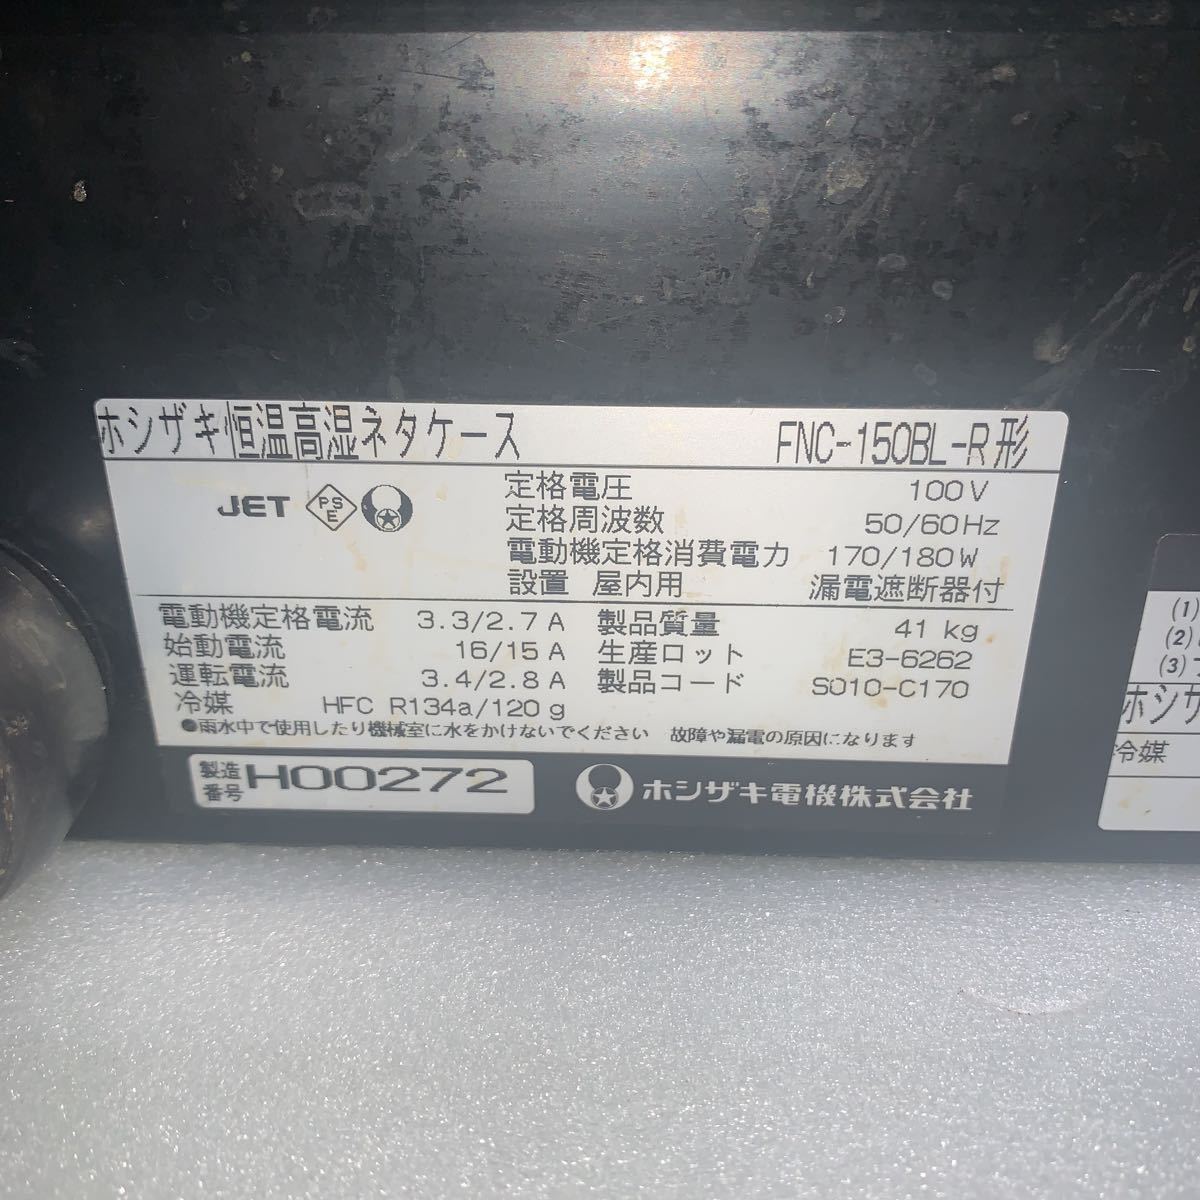 ホシザキ恒温高湿ネタケース FNC-150BL-R形
JET PSE
定格電圧 100V
定格周波数 50/60Hz
電動機定格消費電力 170/180W
設置 屋内用 漏電遮断器付
電動機定格電流 3.3/2.7A 製品質量 41kg
始動電流 16/15A 生産ロット E3-6262
運転電流 3.4/2.8A 製品コード S010-C170
冷媒 HFC R134a/120g
●雨水中で使用したり機械室に水をかけないでください 故障や漏電の原因になります
製造番号 H00272 ホシザキ電機株式会社
(1)
(2)
(3)
ホシザ
冷媒